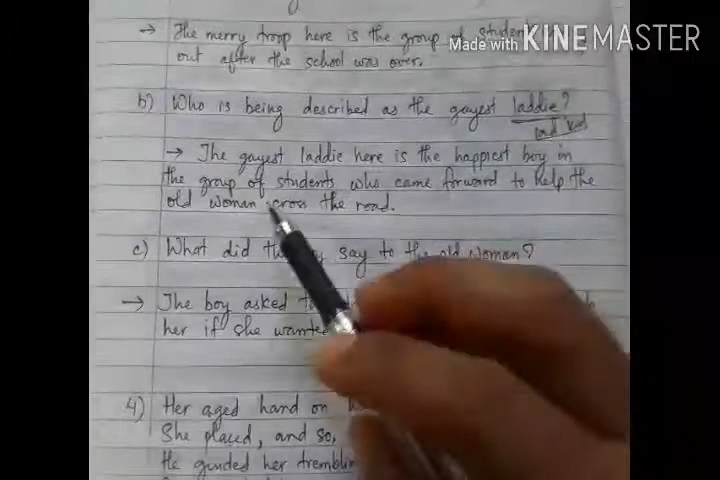 → The merry troop here is the group of students
Made with KINEMASTER
out after the school was over.
b) Who is being described as the gayest laddie?
→ The gayest laddie here is the happiest boy in
the group of students who came forward to help the
old woman cross the road.
c) What did the say to the old woman?
→ The boy asked
her if she wanted
4) Her aged hand on
She placed, and so,
He guided her